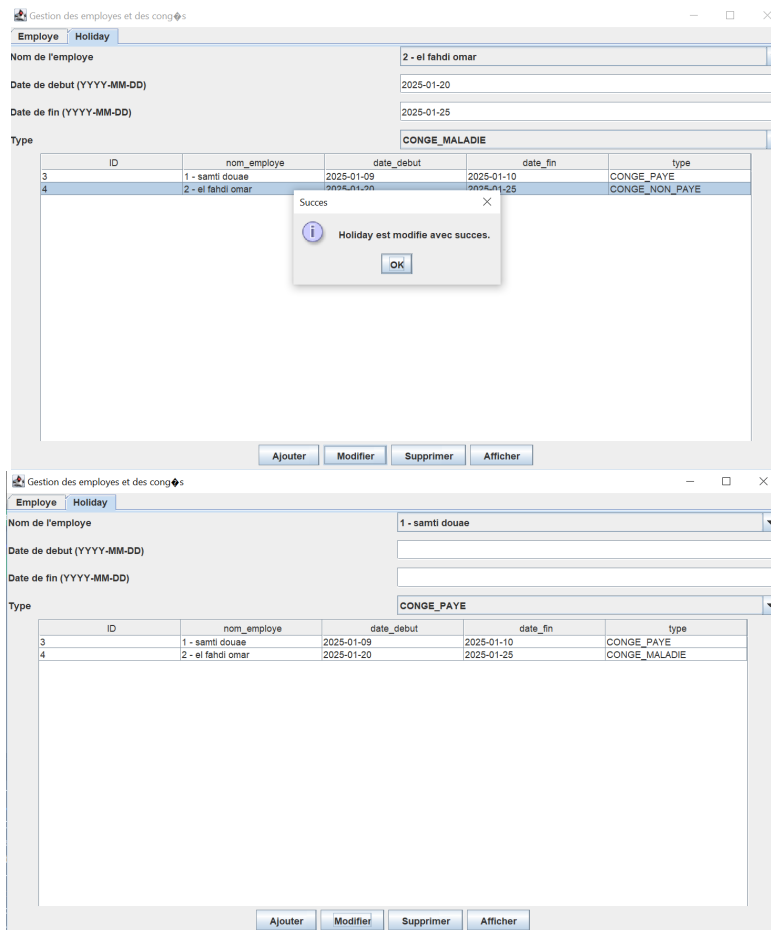 Gestion des employes et des cong�s
Employe Holiday
Nom de l'employe 2 - el fahdi omar
Date de debut (YYYY-MM-DD) 2025-01-20
Date de fin (YYYY-MM-DD) 2025-01-25
Type CONGE_MALADIE
ID nom_employe date_debut date_fin type
3 1 - samti douae 2025-01-09 2025-01-10 CONGE_PAYE
4 2 - el fahdi omar 2025-01-20 2025-01-25 CONGE_NON_PAYE
Succes
Holiday est modifie avec succes.
OK
Ajouter Modifier Supprimer Afficher
Gestion des employes et des cong�s
Employe Holiday
Nom de l'employe 1 - samti douae
Date de debut (YYYY-MM-DD)
Date de fin (YYYY-MM-DD)
Type CONGE_PAYE
ID nom_employe date_debut date_fin type
3 1 - samti douae 2025-01-09 2025-01-10 CONGE_PAYE
4 2 - el fahdi omar 2025-01-20 2025-01-25 CONGE_MALADIE
Ajouter Modifier Supprimer Afficher